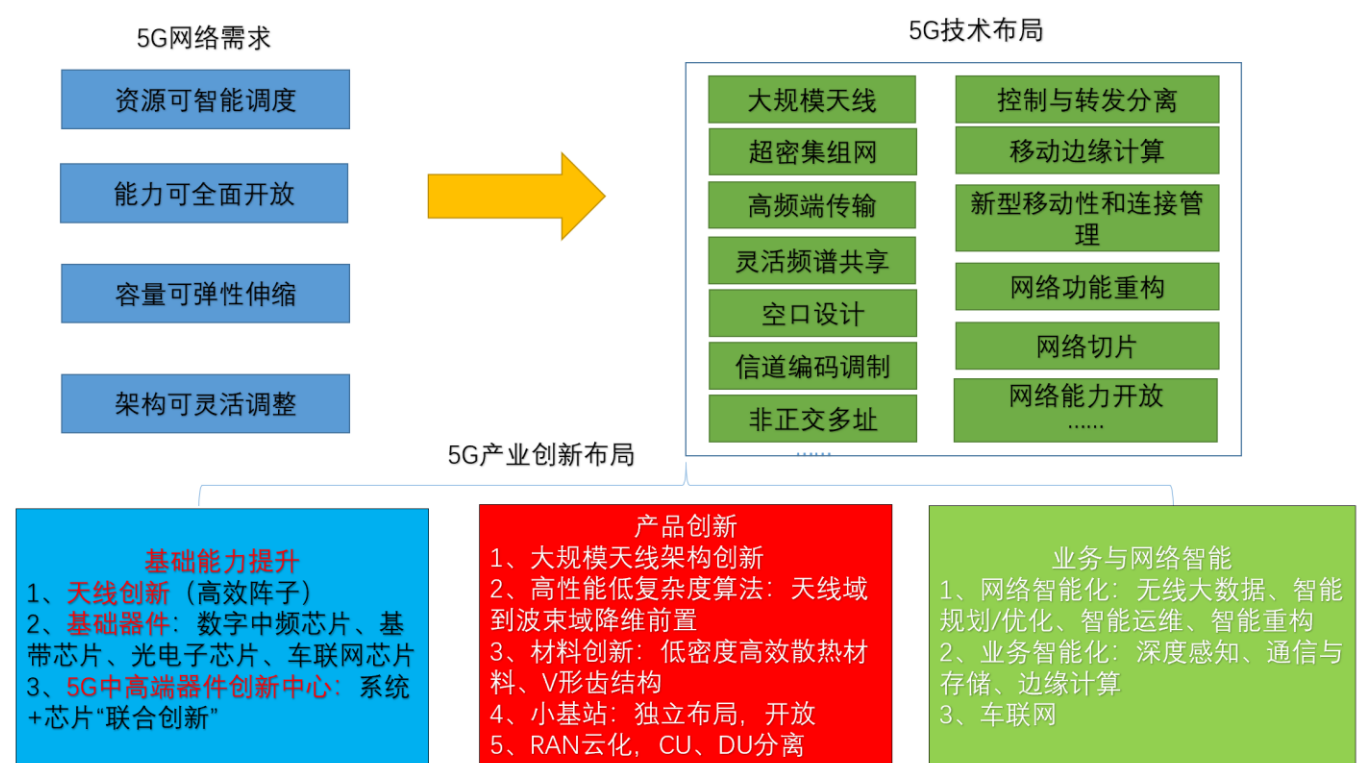 5G网络需求
资源可智能调度
能力可全面开放
容量可弹性伸缩
架构可灵活调整
5G技术布局
大规模天线
超密集组网
高频端传输
灵活频谱共享
空口设计
信道编码调制
非正交多址
……
控制与转发分离
移动边缘计算
新型移动性和连接管
理
网络功能重构
网络切片
网络能力开放
……
5G产业创新布局
基础能力提升
1、天线创新（高效阵子）
2、基础器件：数字中频芯片、基
带芯片、光电子芯片、车联网芯片
3、5G中高端器件创新中心：系统
+芯片“联合创新”
产品创新
1、大规模天线架构创新
2、高性能低复杂度算法：天线域
到波束域降维前置
3、材料创新：低密度高效散热材
料、V形齿结构
4、小基站：独立布局，开放
5、RAN云化，CU、DU分离
业务与网络智能
1、网络智能化：无线大数据、智能
规划/优化、智能运维、智能重构
2、业务智能化：深度感知、通信与
存储、边缘计算
3、车联网